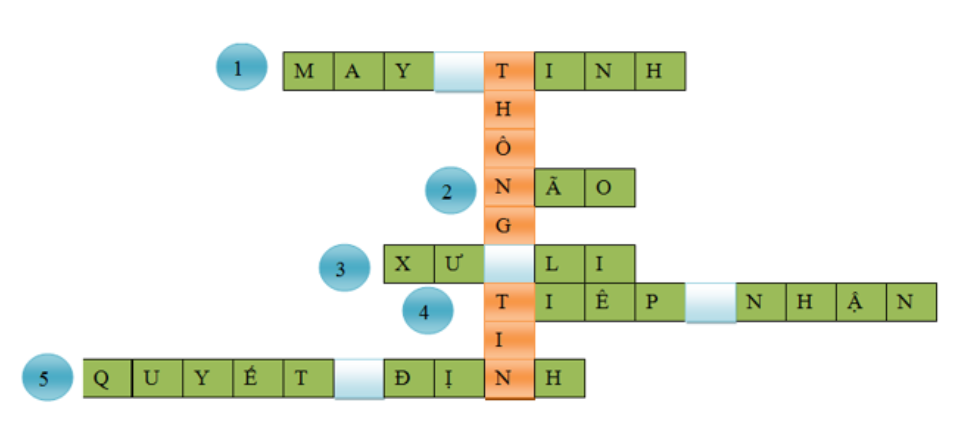 1 M A Y T I N H
H
Ô
2 N Ã O
G
3 X Ư L I
4 T I Ê P N H Ậ N
I
5 Q U Y Ế T Đ Ị N H